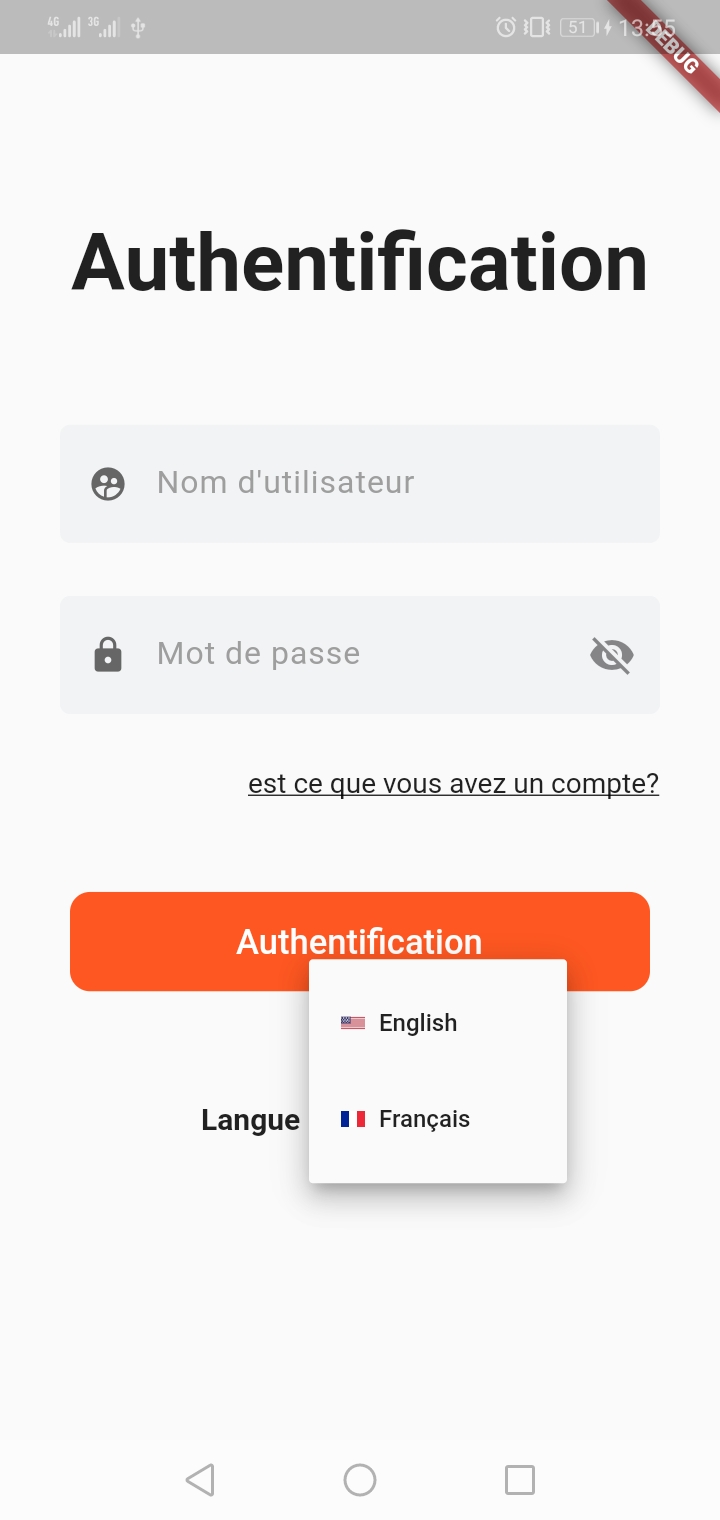 4G 3G 51 13:55
DEBUG
Authentification
Nom d'utilisateur
Mot de passe
est ce que vous avez un compte?
Authentification
English
Langue Français